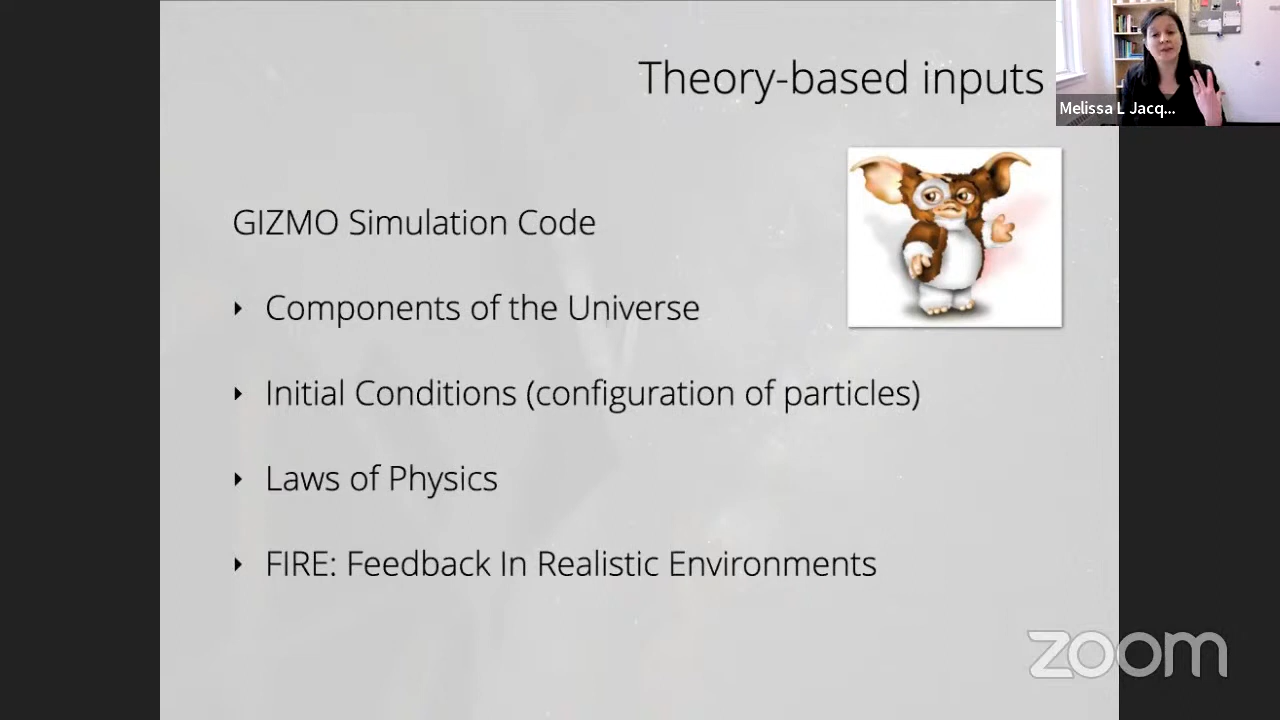 Theory-based inputs
Melissa L Jacq...
GIZMO Simulation Code
Components of the Universe
Initial Conditions (configuration of particles)
Laws of Physics
FIRE: Feedback In Realistic Environments
zoom